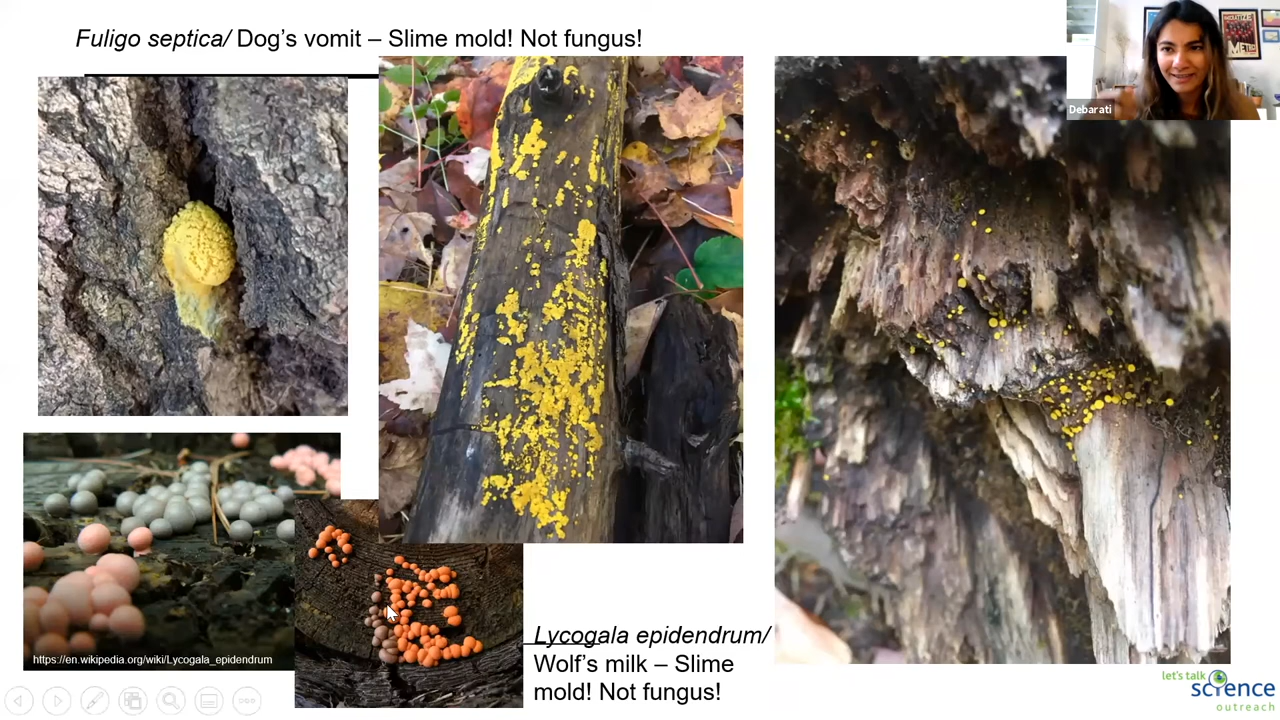 Fuligo septica/ Dog’s vomit – Slime mold! Not fungus!
Debarati
https://en.wikipedia.org/wiki/Lycogala_epidendrum
Lycogala epidendrum/
Wolf’s milk – Slime
mold! Not fungus!
let's talk
science
outreach